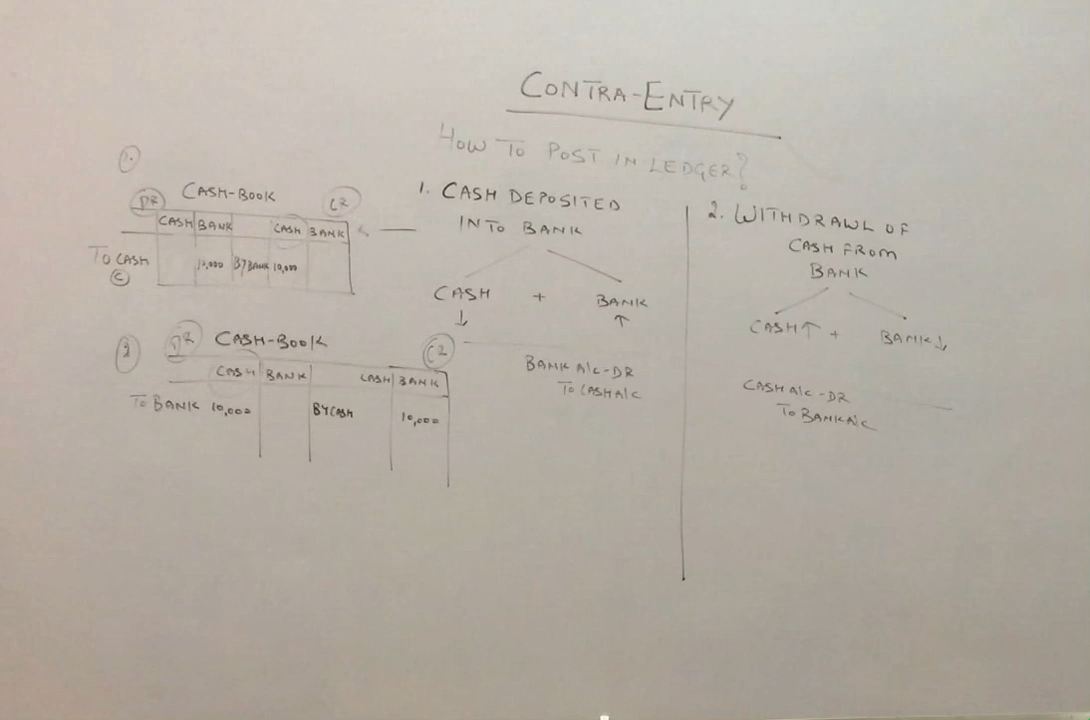 CONTRA-ENTRY
HOW TO POST IN LEDGER?
1.
DR CASH-BOOK CR
CASH BANK CASH BANK
TO CASH 10,000 BY BANK 10,000
C
2
DR CASH-BOOK CR
CASH BANK CASH BANK
TO BANK 10,000 BY CASH 10,000
1. CASH DEPOSITED
INTO BANK
CASH + BANK
↓ ↑
BANK A/C-DR
TO CASH A/C
2. WITHDRAWL OF
CASH FROM
BANK
CASH↑ + BANK↓
CASH A/C-DR
TO BANK A/C